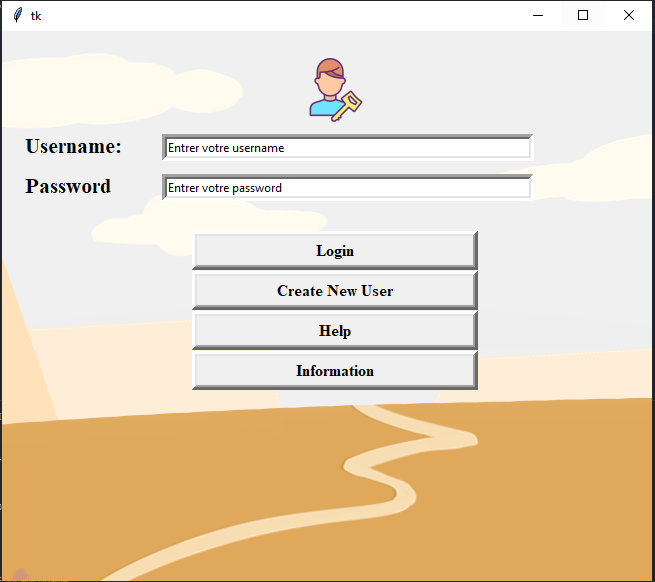 tk
Username:
Entrer votre username
Password
Entrer votre password
Login
Create New User
Help
Information